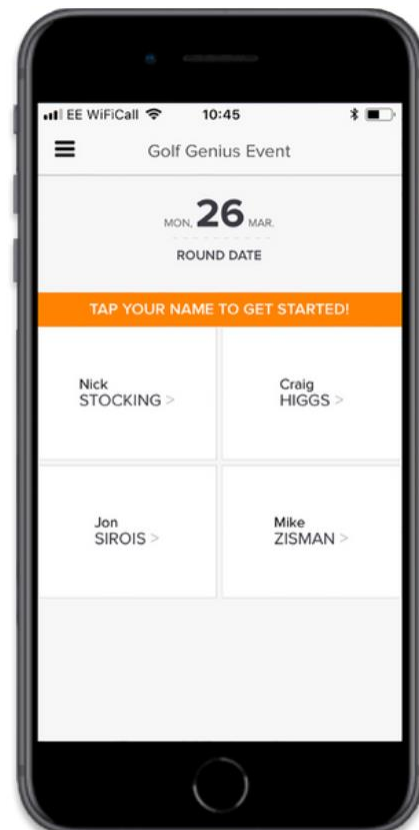 EE WiFiCall 10:45
Golf Genius Event
MON, 26 MAR.
ROUND DATE
TAP YOUR NAME TO GET STARTED!
Nick
STOCKING >
Craig
HIGGS >
Jon
SIROIS >
Mike
ZISMAN >